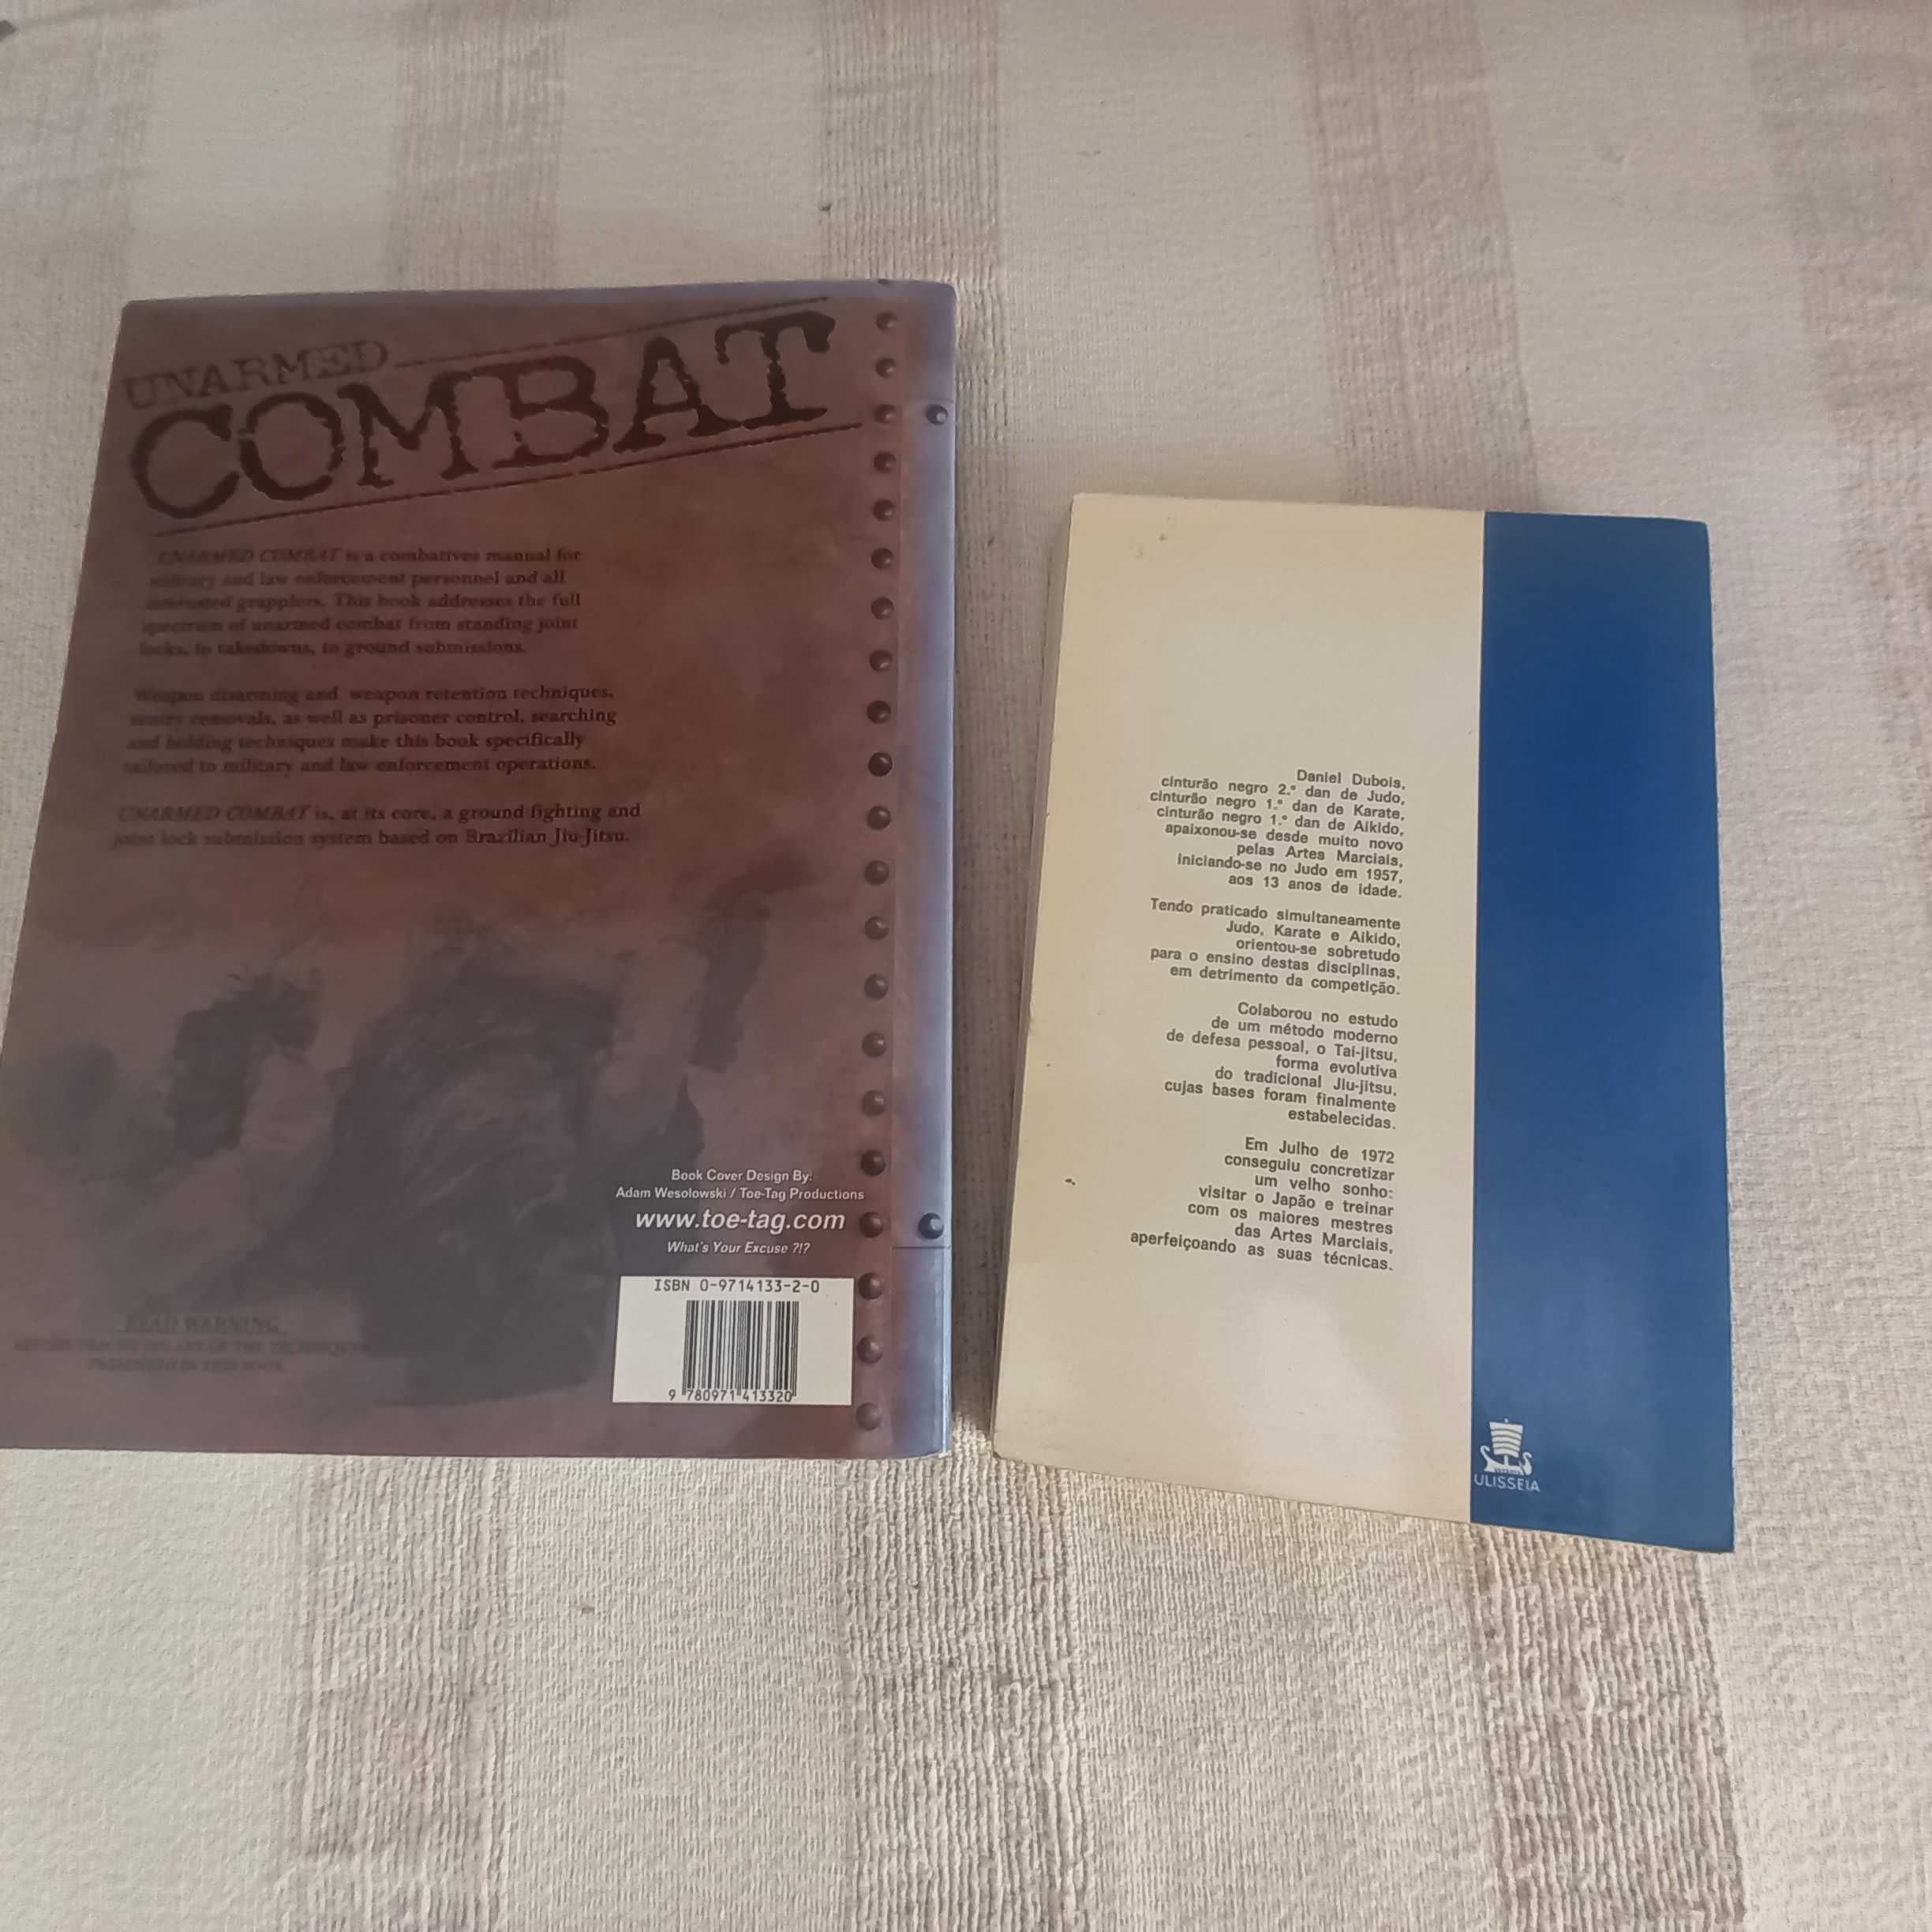 UNARMED
COMBAT
UNARMED COMBAT is a combatives manual for
military and law enforcement personnel and all
interested grapplers. This book addresses the full
spectrum of unarmed combat from standing joint
locks, to takedowns, to ground submissions.
Weapon disarming and weapon retention techniques,
sentry removals, as well as prisoner control, searching
and holding techniques make this book specifically
tailored to military and law enforcement operations.
UNARMED COMBAT is, at its core, a ground fighting and
joint lock submission system based on Brazilian Jiu-Jitsu.
Book Cover Design By:
Adam Wesolowski / Toe-Tag Productions
www.toe-tag.com
What's Your Excuse ?!?
READ WARNING
BEFORE PRACTICING ANY OF THE TECHNIQUES
PRESENTED IN THIS BOOK
ISBN 0-9714133-2-0
9 780971 413320
Daniel Dubois,
cinturão negro 2.º dan de Judo,
cinturão negro 1.º dan de Karate,
cinturão negro 1.º dan de Aikido,
apaixonou-se desde muito novo
pelas Artes Marciais,
iniciando-se no Judo em 1957,
aos 13 anos de idade.
Tendo praticado simultaneamente
Judo, Karate e Aikido,
orientou-se sobretudo
para o ensino destas disciplinas,
em detrimento da competição.
Colaborou no estudo
de um método moderno
de defesa pessoal, o Tai-jitsu,
forma evolutiva
do tradicional Jiu-jitsu,
cujas bases foram finalmente
estabelecidas.
Em Julho de 1972
conseguiu concretizar
um velho sonho:
visitar o Japão e treinar
com os maiores mestres
das Artes Marciais,
aperfeiçoando as suas técnicas.
ULISSEIA